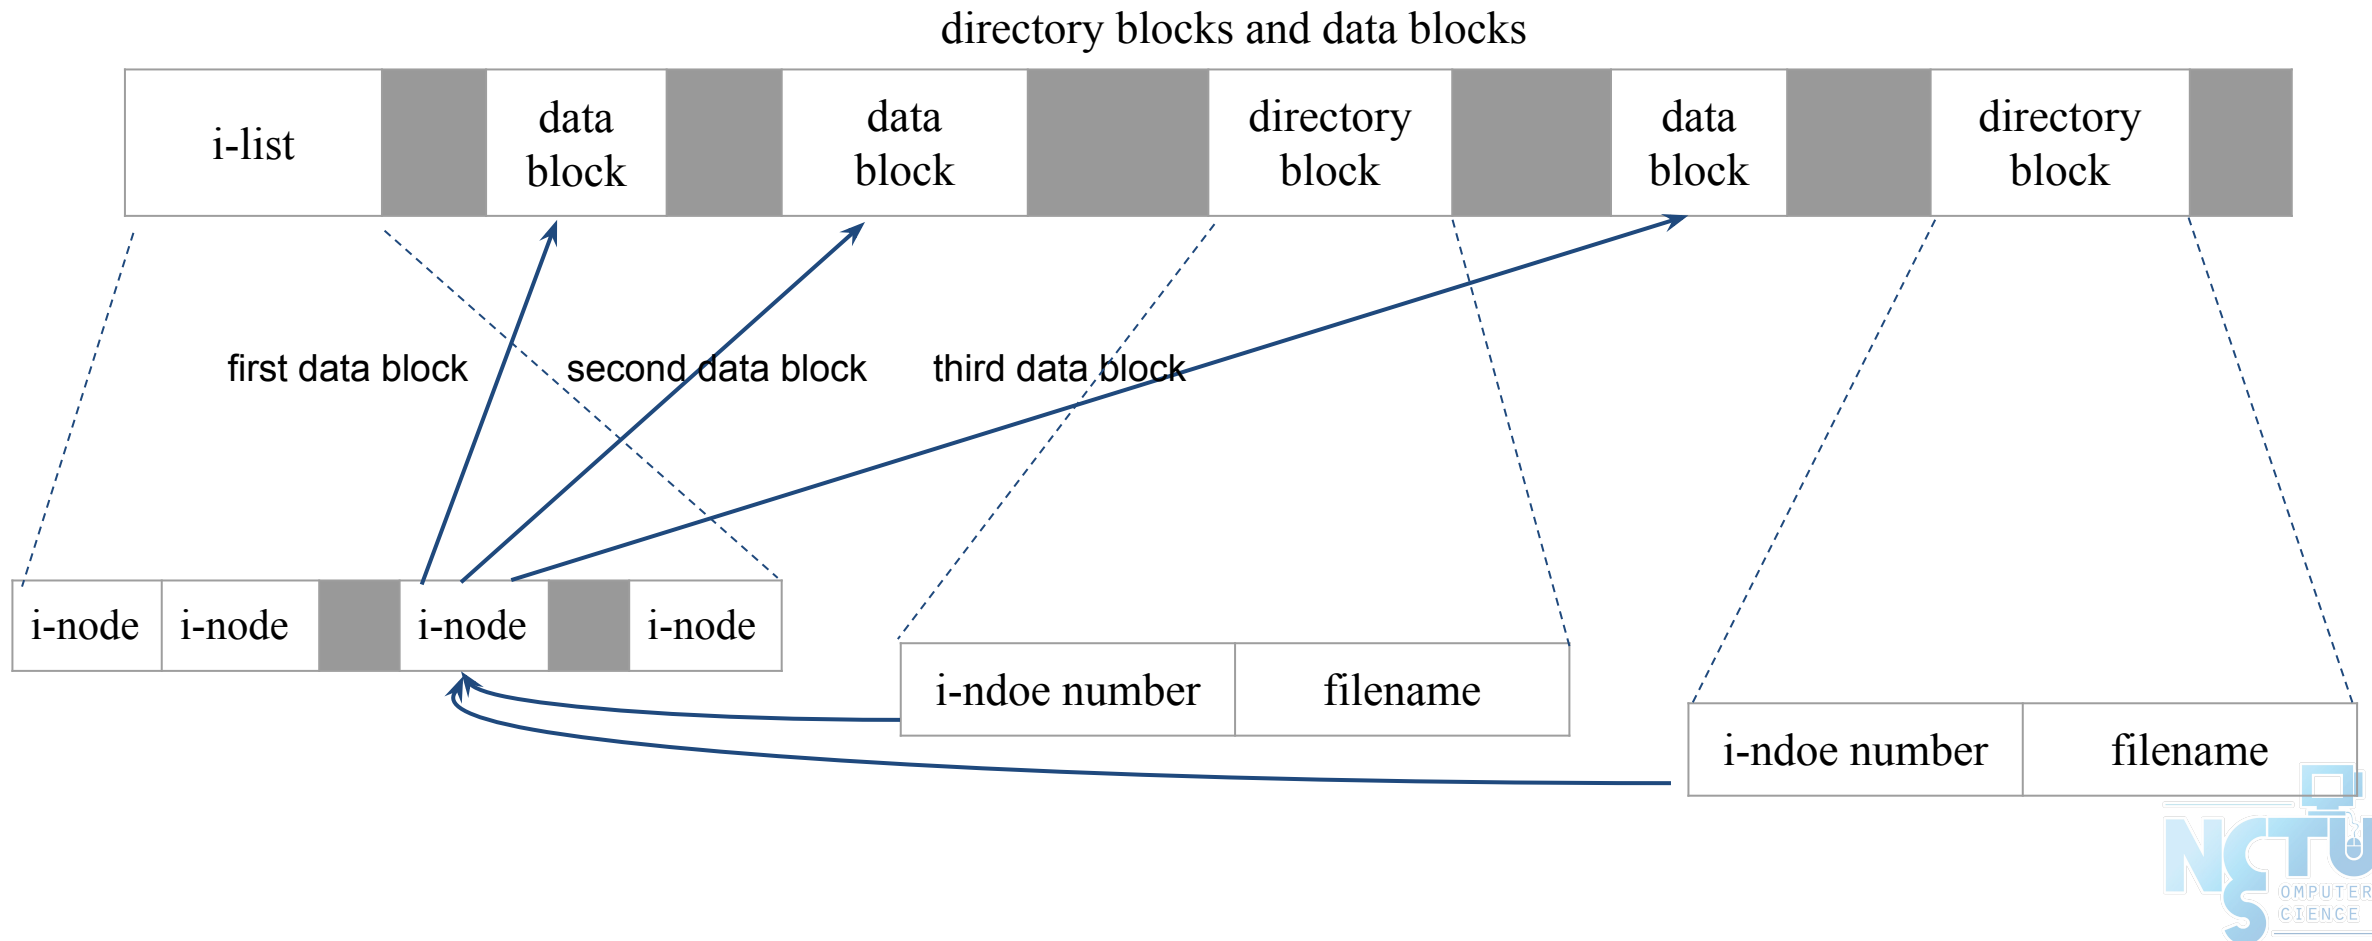 directory blocks and data blocks
i-list
data
block
data
block
directory
block
data
block
directory
block
first data block
second data block
third data block
i-node
i-node
i-node
i-node
i-ndoe number
filename
i-ndoe number
filename
NCTU
OMPUTER
S
CIENCE